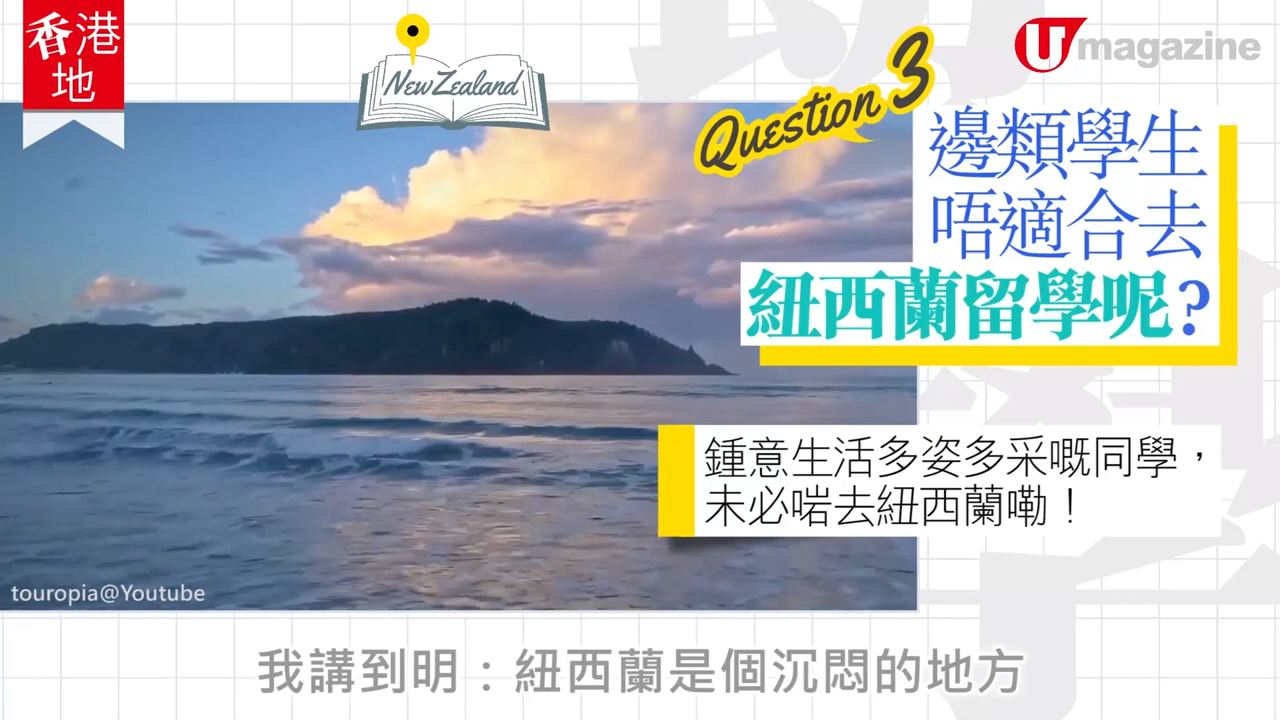 香港
地
New Zealand
U magazine
Question 3
邊類學生
唔適合去
紐西蘭留學呢?
鍾意生活多姿多采嘅同學，
未必啱去紐西蘭嘞！
touropia@Youtube
我講到明：紐西蘭是個沉悶的地方